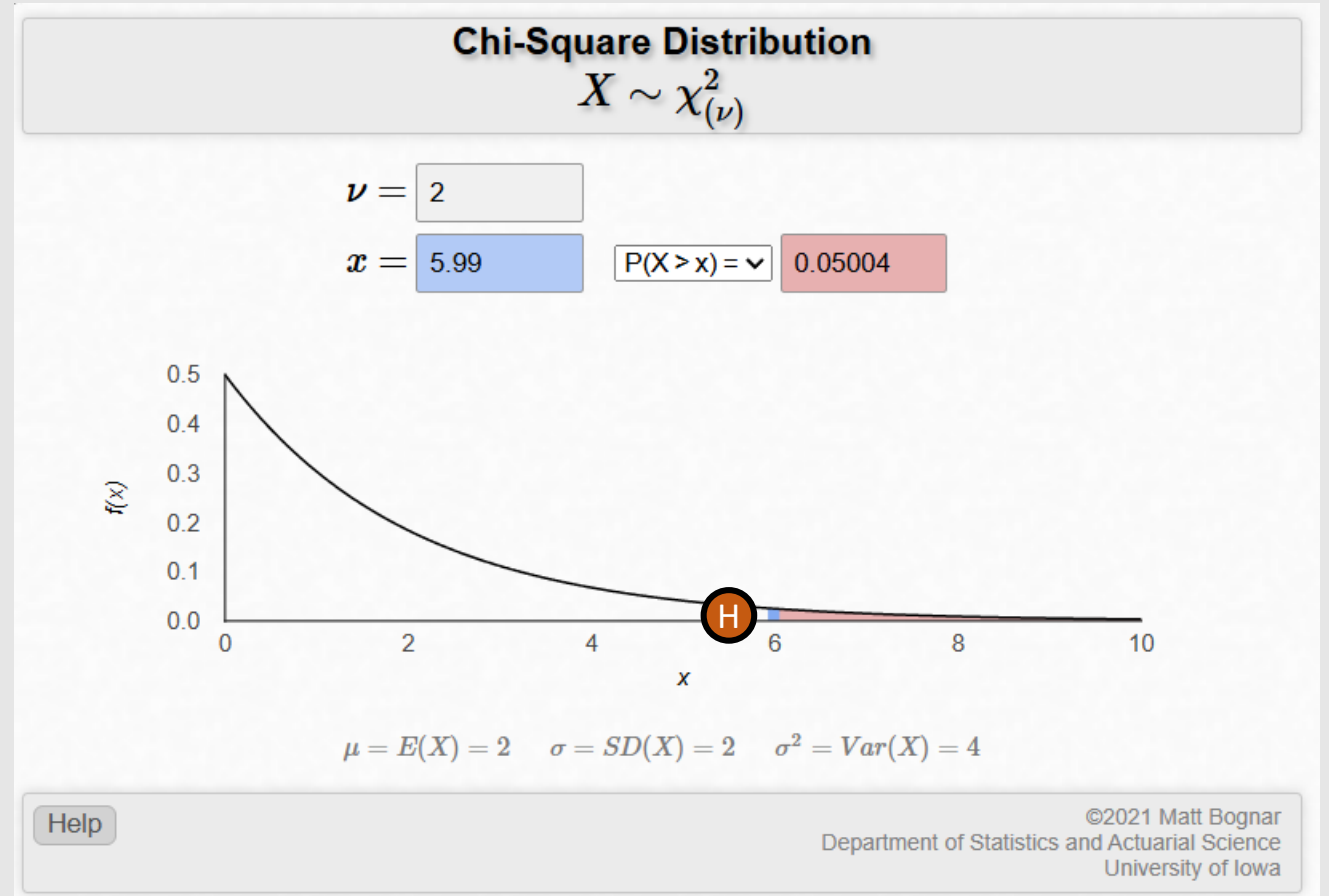 Chi-Square Distribution
X ∼ χ²₍ν₎
ν = 2
x = 5.99 P(X > x) = 0.05004
0.5
0.4
0.3
0.2
0.1
0.0
f(x)
H
0 2 4 6 8 10
x
μ = E(X) = 2 σ = SD(X) = 2 σ² = Var(X) = 4
Help
©2021 Matt Bognar
Department of Statistics and Actuarial Science
University of Iowa